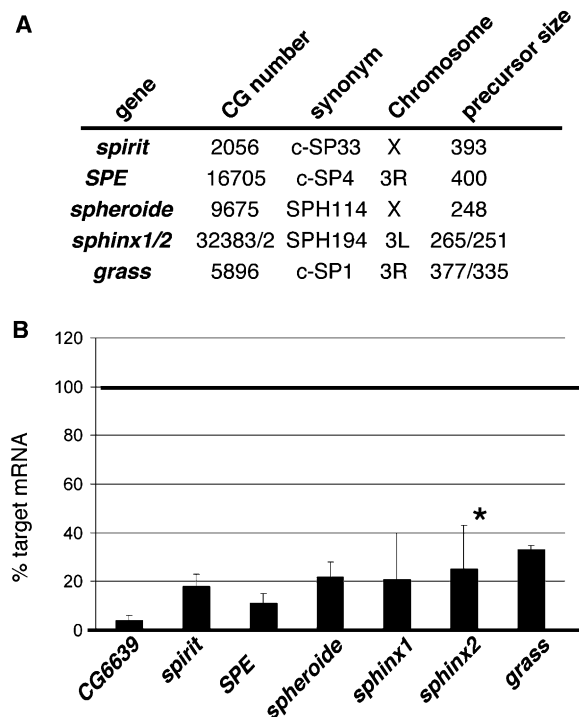 A
gene CG number synonym Chromosome precursor size
spirit 2056 c-SP33 X 393
SPE 16705 c-SP4 3R 400
spheroide 9675 SPH114 X 248
sphinx1/2 32383/2 SPH194 3L 265/251
grass 5896 c-SP1 3R 377/335
B
% target mRNA
120
100
80
60
40
20
0
*
CG6639 spirit SPE spheroide sphinx1 sphinx2 grass